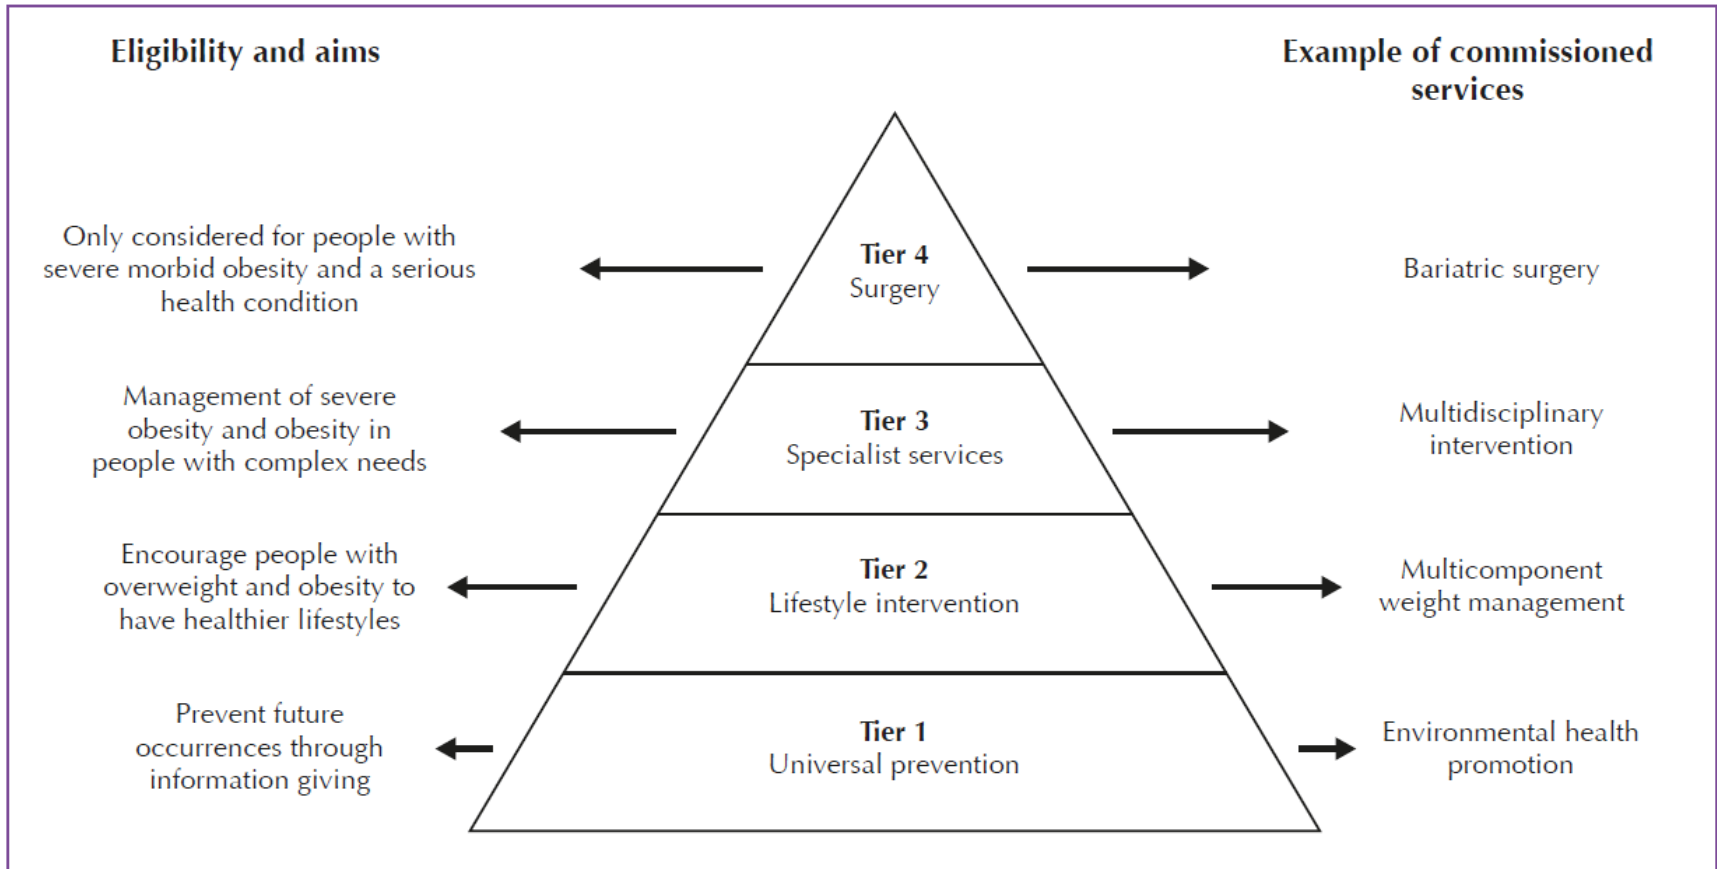 Eligibility and aims
Example of commissioned
services
Only considered for people with
severe morbid obesity and a serious
health condition
Tier 4
Surgery
Bariatric surgery
Management of severe
obesity and obesity in
people with complex needs
Tier 3
Specialist services
Multidisciplinary
intervention
Encourage people with
overweight and obesity to
have healthier lifestyles
Tier 2
Lifestyle intervention
Multicomponent
weight management
Prevent future
occurrences through
information giving
Tier 1
Universal prevention
Environmental health
promotion